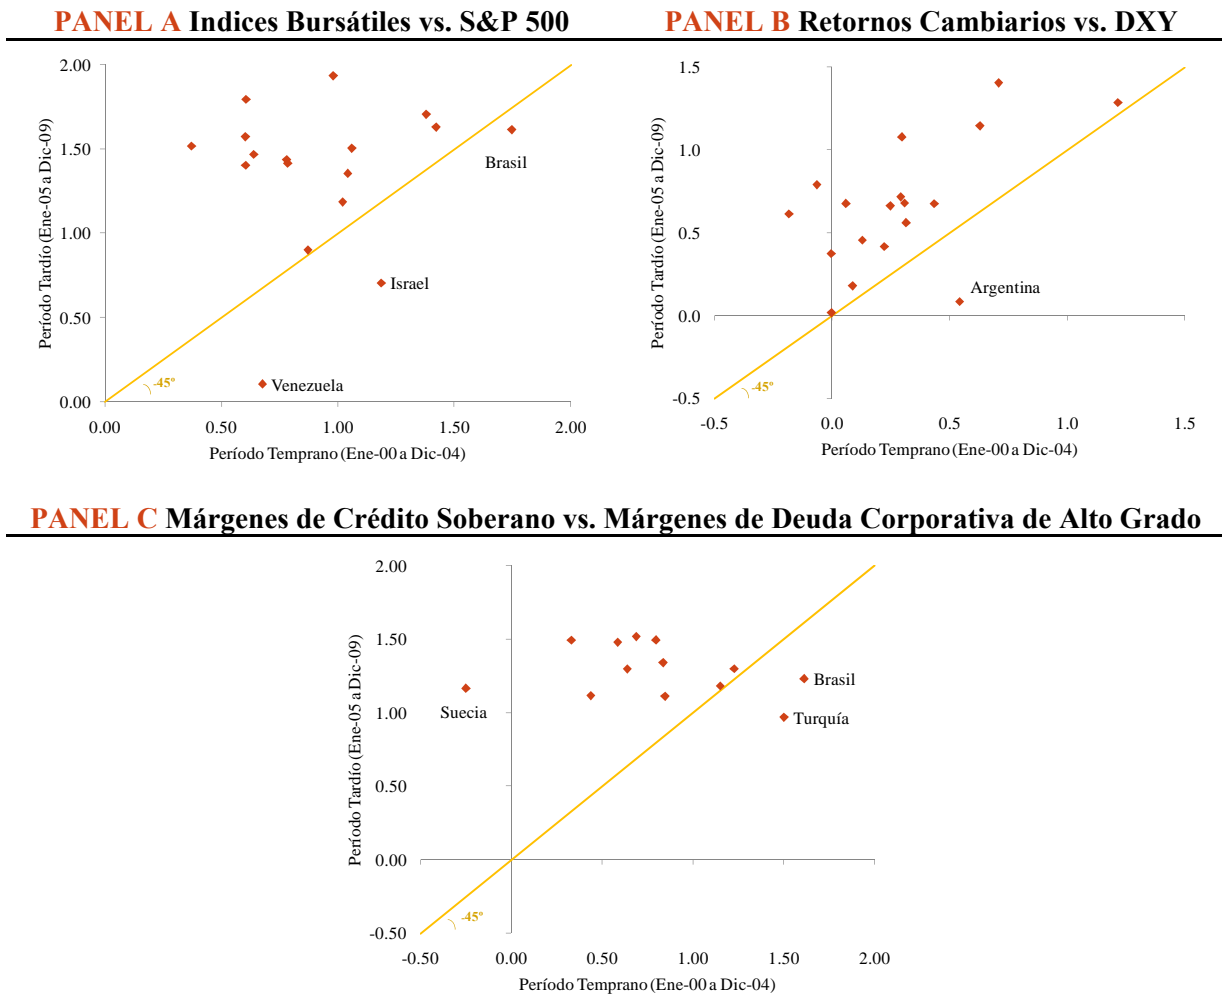 PANEL A Indices Bursátiles vs. S&P 500
2.00
1.50
1.00
0.50
0.00
0.00
0.50
1.00
1.50
2.00
Período Tardío (Ene-05 a Dic-09)
Período Temprano (Ene-00 a Dic-04)
Brasil
Israel
Venezuela
-45º
PANEL B Retornos Cambiarios vs. DXY
1.5
1.0
0.5
0.0
-0.5
-0.5
0.0
0.5
1.0
1.5
Período Tardío (Ene-05 a Dic-09)
Período Temprano (Ene-00 a Dic-04)
Argentina
-45º
PANEL C Márgenes de Crédito Soberano vs. Márgenes de Deuda Corporativa de Alto Grado
2.00
1.50
1.00
0.50
0.00
-0.50
-0.50
0.00
0.50
1.00
1.50
2.00
Período Tardío (Ene-05 a Dic-09)
Período Temprano (Ene-00 a Dic-04)
Suecia
Brasil
Turquía
-45º